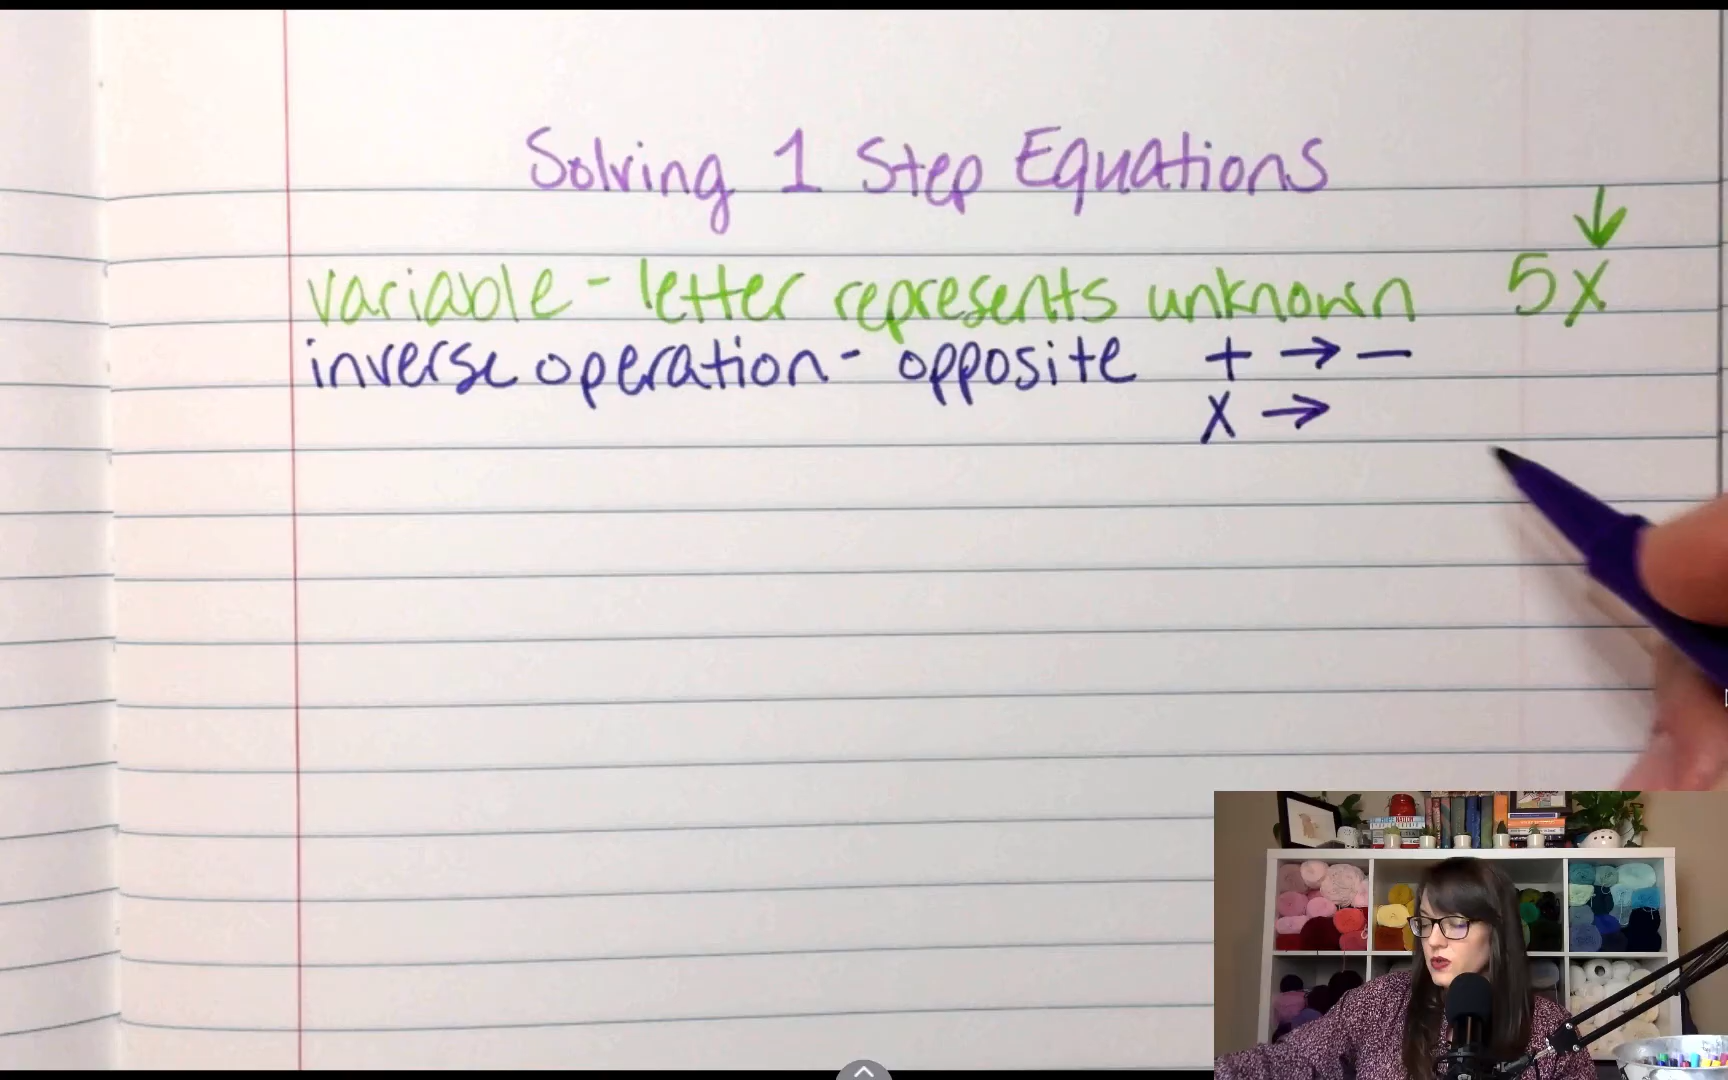 Solving 1 Step Equations
variable - letter represents unknown 5x
inverse operation - opposite + → −
x →